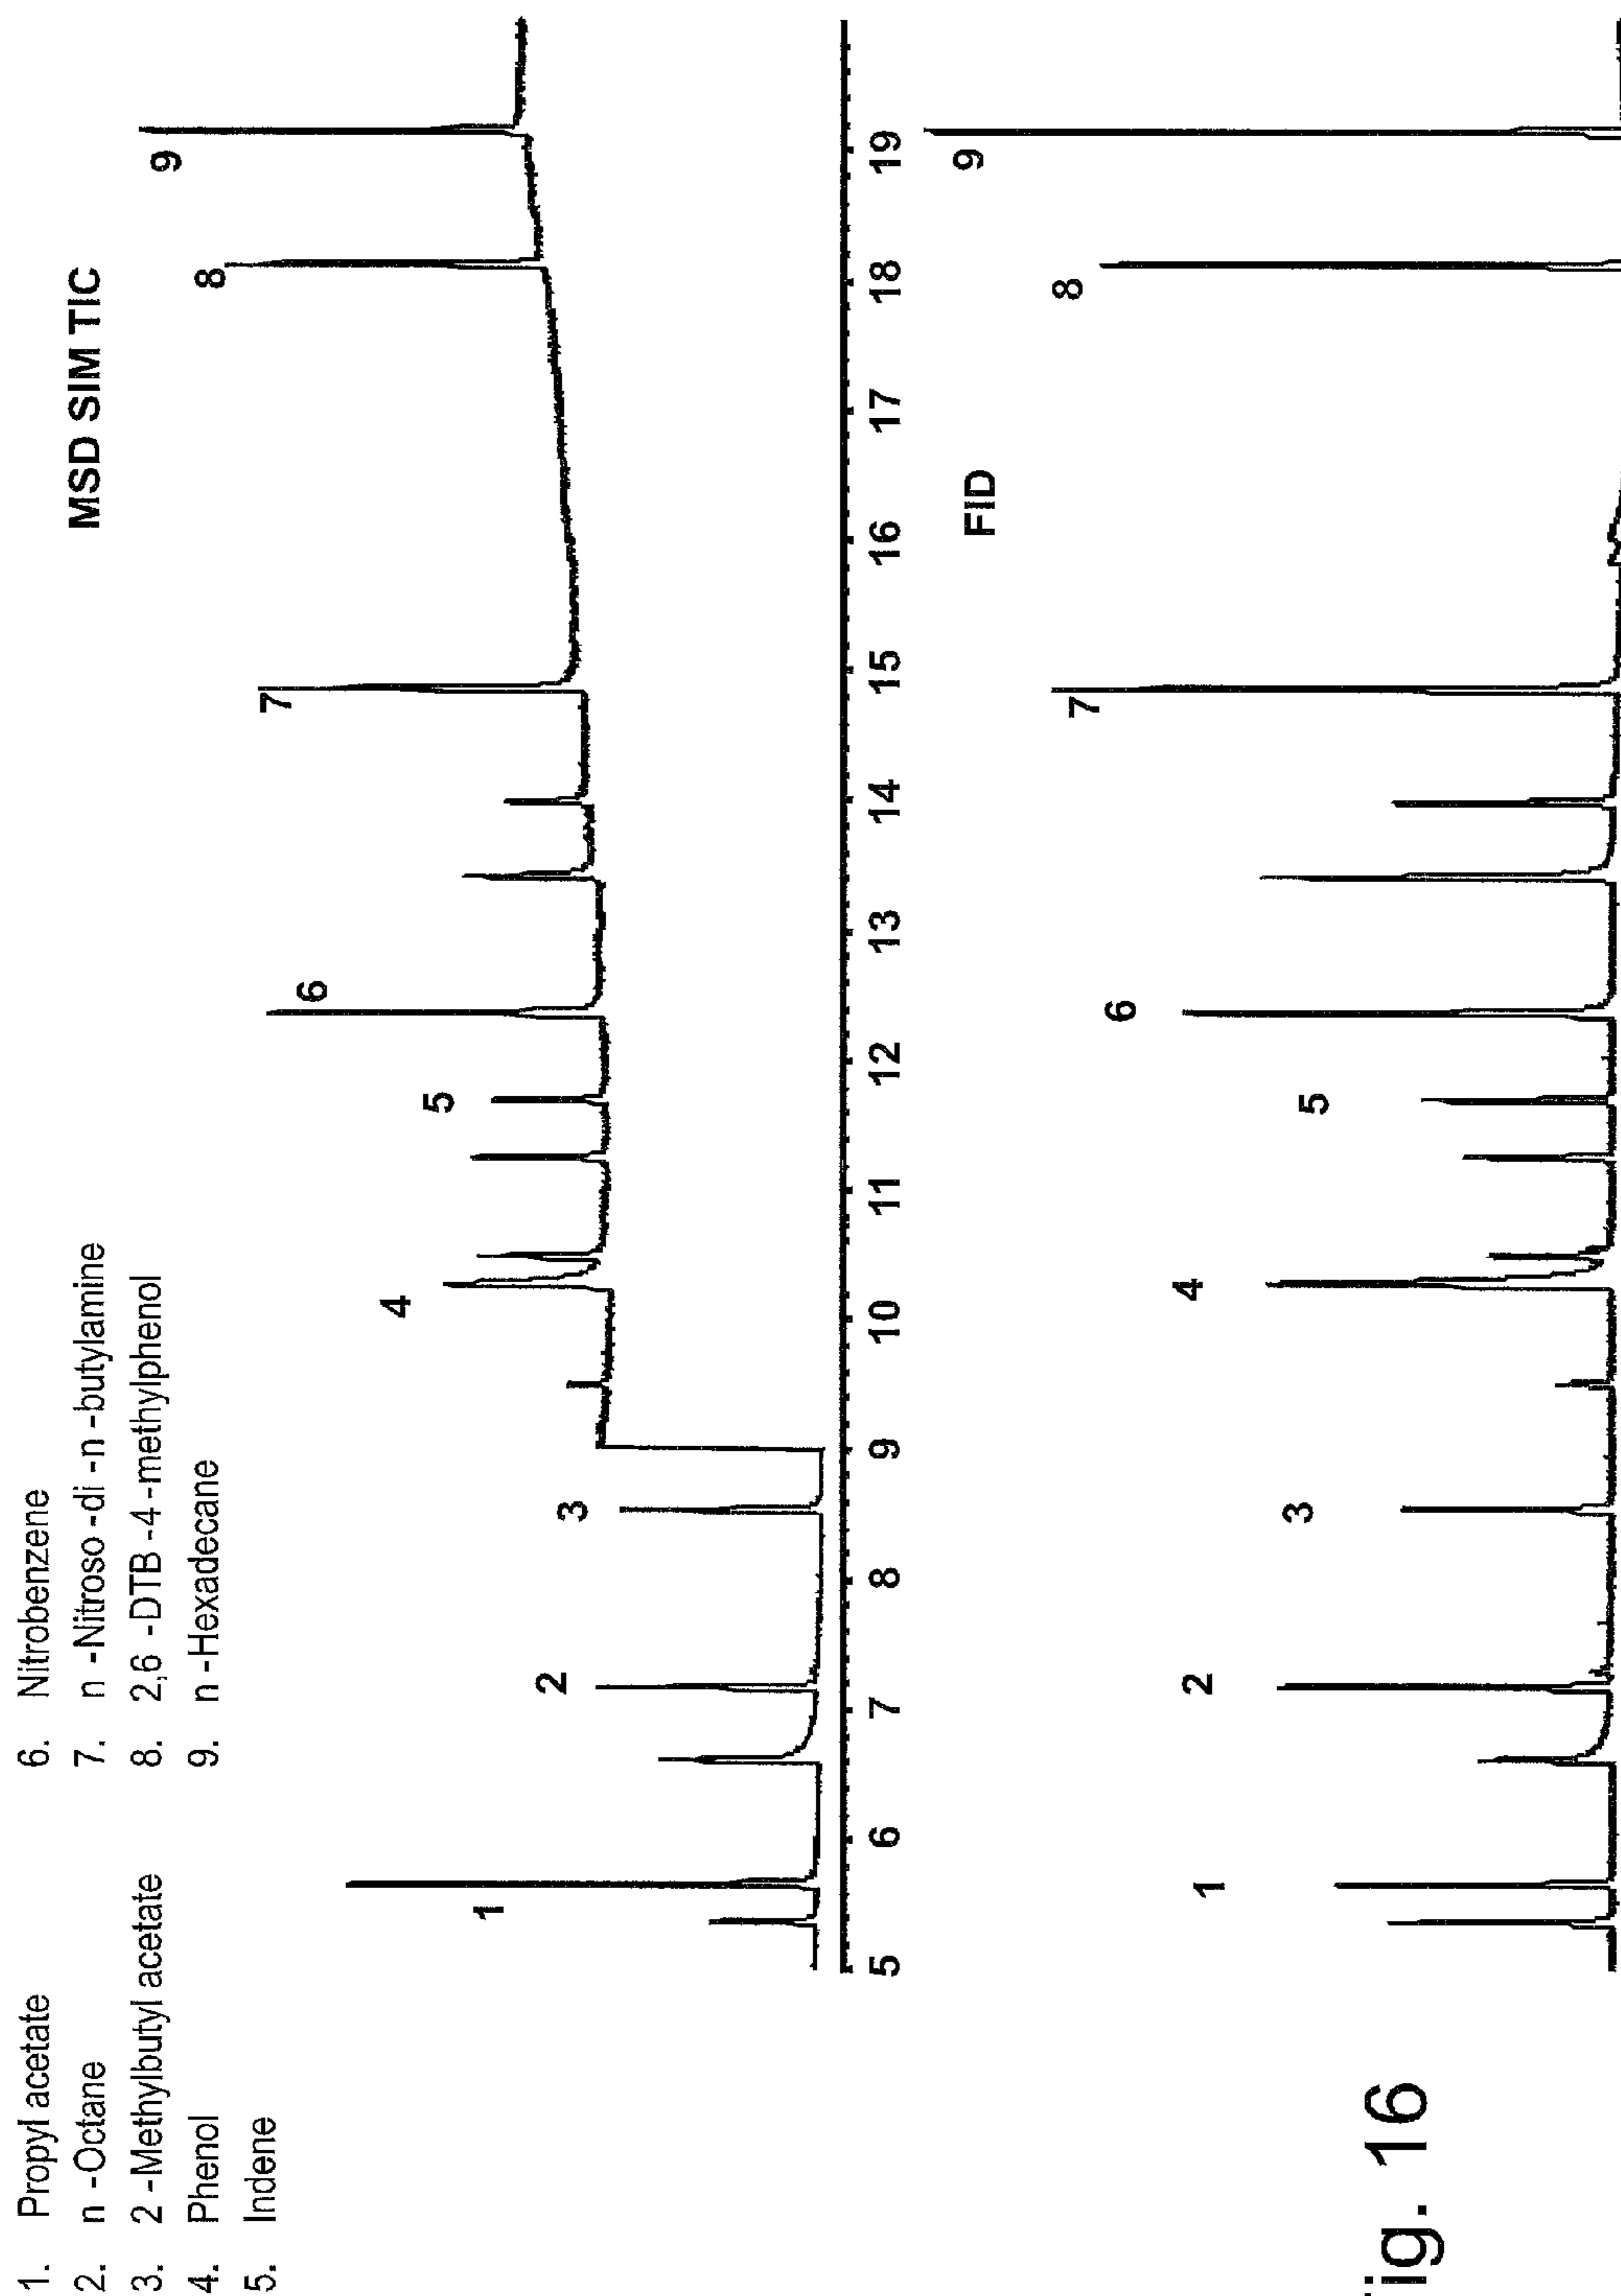 1. Propyl acetate
2. n -Octane
3. 2 -Methylbutyl acetate
4. Phenol
5. Indene
6. Nitrobenzene
7. n -Nitroso -di -n -butylamine
8. 2,6 -DTB -4 -methylphenol
9. n -Hexadecane
MSD SIM TIC
1 2 3 4 5 6 7 8 9
5 6 7 8 9 10 11 12 13 14 15 16 17 18 19
FID
1 2 3 4 5 6 7 8 9
ig. 16